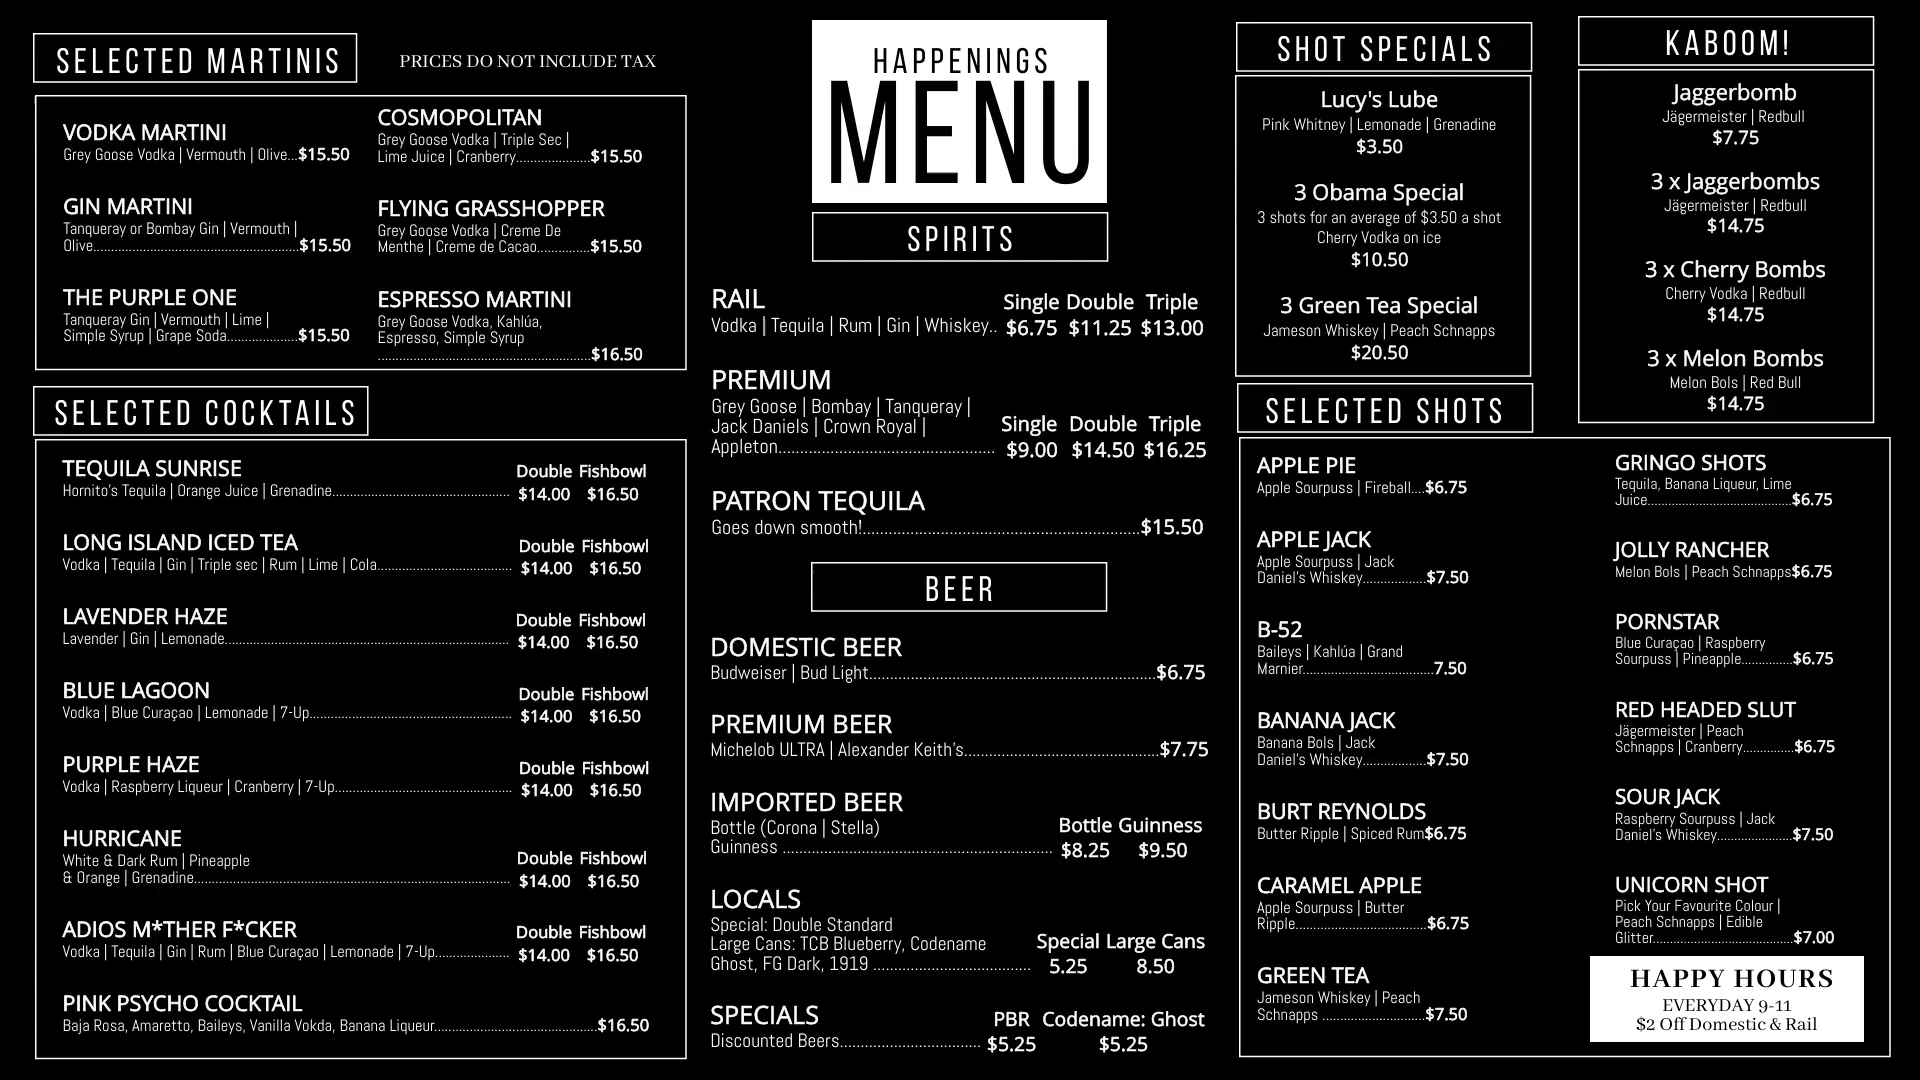 SELECTED MARTINIS
PRICES DO NOT INCLUDE TAX
VODKA MARTINI
Grey Goose Vodka | Vermouth | Olive...$15.50
GIN MARTINI
Tanqueray or Bombay Gin | Vermouth |
Olive..........................................................$15.50
THE PURPLE ONE
Tanqueray Gin | Vermouth | Lime |
Simple Syrup | Grape Soda....................$15.50
COSMOPOLITAN
Grey Goose Vodka | Triple Sec |
Lime Juice | Cranberry.....................$15.50
FLYING GRASSHOPPER
Grey Goose Vodka | Creme De
Menthe | Creme de Cacao...............$15.50
ESPRESSO MARTINI
Grey Goose Vodka, Kahlúa,
Espresso, Simple Syrup
............................................................$16.50
SELECTED COCKTAILS
TEQUILA SUNRISE
Double Fishbowl
Hornito's Tequila | Orange Juice | Grenadine.................................................. $14.00 $16.50
LONG ISLAND ICED TEA
Double Fishbowl
Vodka | Tequila | Gin | Triple sec | Rum | Lime | Cola...................................... $14.00 $16.50
LAVENDER HAZE
Double Fishbowl
Lavender | Gin | Lemonade................................................................................ $14.00 $16.50
BLUE LAGOON
Double Fishbowl
Vodka | Blue Curaçao | Lemonade | 7-Up......................................................... $14.00 $16.50
PURPLE HAZE
Double Fishbowl
Vodka | Raspberry Liqueur | Cranberry | 7-Up.................................................. $14.00 $16.50
HURRICANE
White & Dark Rum | Pineapple
Double Fishbowl
& Orange | Grenadine......................................................................................... $14.00 $16.50
ADIOS M*THER F*CKER
Double Fishbowl
Vodka | Tequila | Gin | Rum | Blue Curaçao | Lemonade | 7-Up..................... $14.00 $16.50
PINK PSYCHO COCKTAIL
Baja Rosa, Amaretto, Baileys, Vanilla Vokda, Banana Liqueur..............................................$16.50
HAPPENINGS
MENU
SPIRITS
RAIL
Single Double Triple
Vodka | Tequila | Rum | Gin | Whiskey.. $6.75 $11.25 $13.00
PREMIUM
Grey Goose | Bombay | Tanqueray |
Jack Daniels | Crown Royal |
Single Double Triple
Appleton.................................................. $9.00 $14.50 $16.25
PATRON TEQUILA
Goes down smooth!................................................................$15.50
BEER
DOMESTIC BEER
Budweiser | Bud Light..................................................................$6.75
PREMIUM BEER
Michelob ULTRA | Alexander Keith's.............................................$7.75
IMPORTED BEER
Bottle (Corona | Stella)
Bottle Guinness
Guinness .............................................................. $8.25 $9.50
LOCALS
Special: Double Standard
Large Cans: TCB Blueberry, Codename
Special Large Cans
Ghost, FG Dark, 1919 .................................... 5.25 8.50
SPECIALS
PBR Codename: Ghost
Discounted Beers................................ $5.25 $5.25
SHOT SPECIALS
Lucy's Lube
Pink Whitney | Lemonade | Grenadine
$3.50
3 Obama Special
3 shots for an average of $3.50 a shot
Cherry Vodka on ice
$10.50
3 Green Tea Special
Jameson Whiskey | Peach Schnapps
$20.50
KABOOM!
Jaggerbomb
Jägermeister | Redbull
$7.75
3 x Jaggerbombs
Jägermeister | Redbull
$14.75
3 x Cherry Bombs
Cherry Vodka | Redbull
$14.75
3 x Melon Bombs
Melon Bols | Red Bull
$14.75
SELECTED SHOTS
APPLE PIE
Apple Sourpuss | Fireball....$6.75
APPLE JACK
Apple Sourpuss | Jack
Daniel's Whiskey..................$7.50
B-52
Baileys | Kahlúa | Grand
Marnier.....................................7.50
BANANA JACK
Banana Bols | Jack
Daniel's Whiskey..................$7.50
BURT REYNOLDS
Butter Ripple | Spiced Rum$6.75
CARAMEL APPLE
Apple Sourpuss | Butter
Ripple.....................................$6.75
GREEN TEA
Jameson Whiskey | Peach
Schnapps .............................$7.50
GRINGO SHOTS
Tequila, Banana Liqueur, Lime
Juice.........................................$6.75
JOLLY RANCHER
Melon Bols | Peach Schnapps$6.75
PORNSTAR
Blue Curaçao | Raspberry
Sourpuss | Pineapple...............$6.75
RED HEADED SLUT
Jägermeister | Peach
Schnapps | Cranberry...............$6.75
SOUR JACK
Raspberry Sourpuss | Jack
Daniel's Whiskey.....................$7.50
UNICORN SHOT
Pick Your Favourite Colour |
Peach Schnapps | Edible
Glitter........................................$7.00
HAPPY HOURS
EVERYDAY 9-11
$2 Off Domestic & Rail